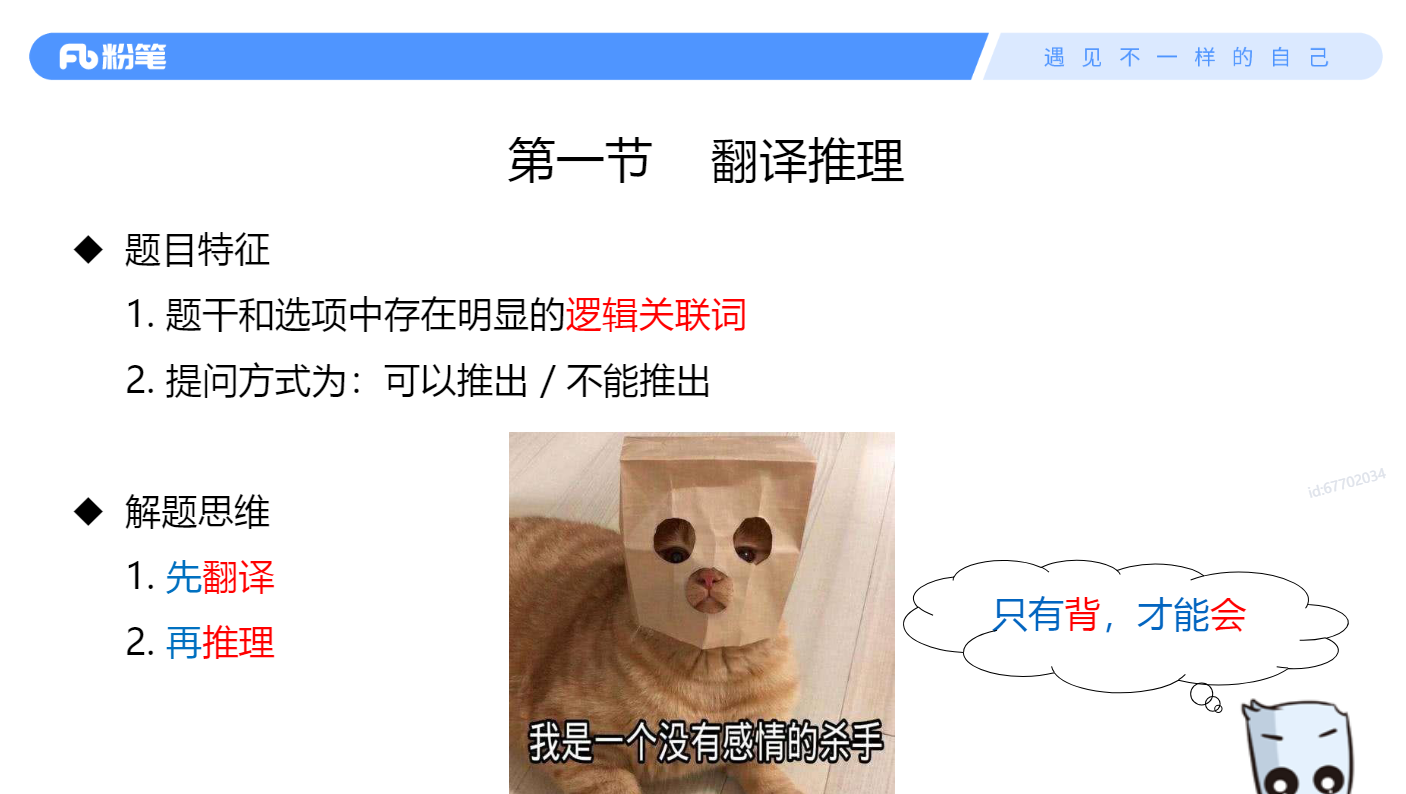 粉笔
遇见不一样的自己
第一节 翻译推理
◆ 题目特征
1. 题干和选项中存在明显的逻辑关联词
2. 提问方式为：可以推出 / 不能推出
◆ 解题思维
1. 先翻译
2. 再推理
我是一个没有感情的杀手
id:67702034
只有背，才能会